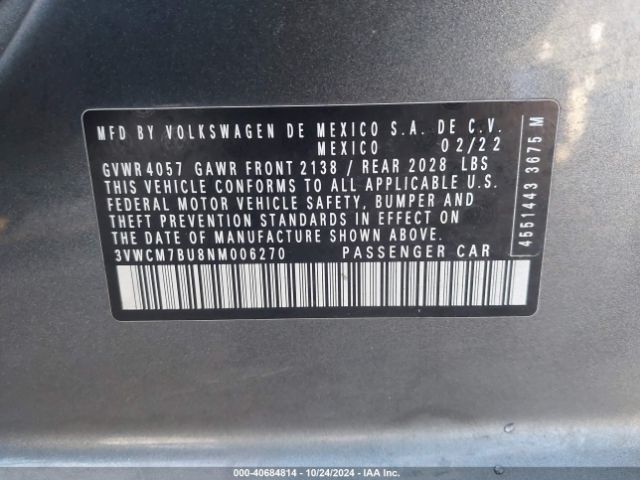 MFD BY VOLKSWAGEN DE MEXICO S.A. DE C.V.
MEXICO 02/22
GVWR 4057 GAWR FRONT 2138 / REAR 2028 LBS
THIS VEHICLE CONFORMS TO ALL APPLICABLE U.S.
FEDERAL MOTOR VEHICLE SAFETY, BUMPER AND
THEFT PREVENTION STANDARDS IN EFFECT ON
THE DATE OF MANUFACTURE SHOWN ABOVE.
3VWCM7BU8NM006270 PASSENGER CAR
4551443 3675 M
000-40684814 - 10/24/2024 - IAA Inc.